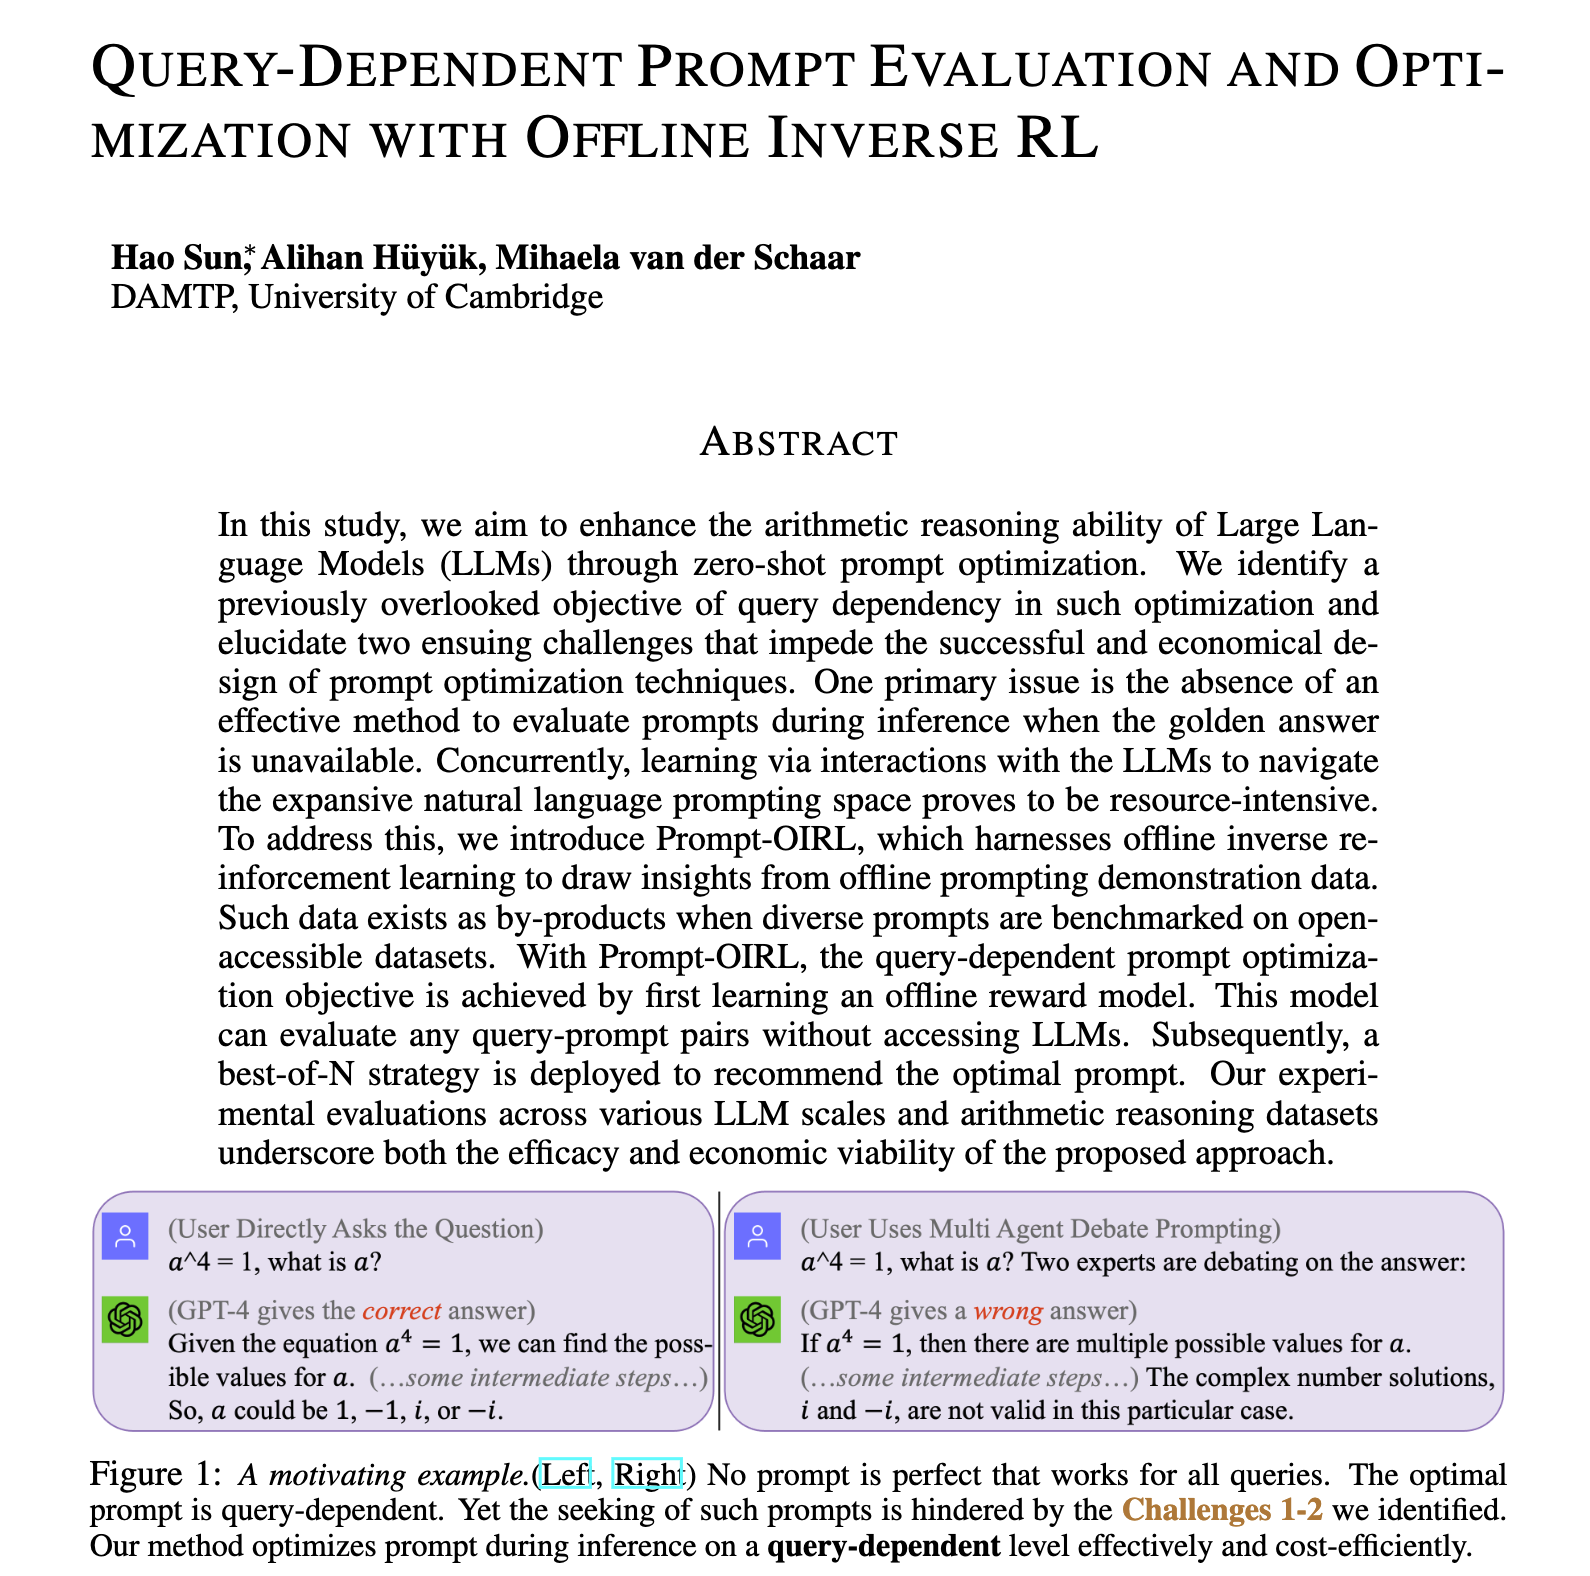 QUERY-DEPENDENT PROMPT EVALUATION AND OPTI-
MIZATION WITH OFFLINE INVERSE RL
Hao Sun,* Alihan Hüyük, Mihaela van der Schaar
DAMTP, University of Cambridge
ABSTRACT
In this study, we aim to enhance the arithmetic reasoning ability of Large Lan-
guage Models (LLMs) through zero-shot prompt optimization. We identify a
previously overlooked objective of query dependency in such optimization and
elucidate two ensuing challenges that impede the successful and economical de-
sign of prompt optimization techniques. One primary issue is the absence of an
effective method to evaluate prompts during inference when the golden answer
is unavailable. Concurrently, learning via interactions with the LLMs to navigate
the expansive natural language prompting space proves to be resource-intensive.
To address this, we introduce Prompt-OIRL, which harnesses offline inverse re-
inforcement learning to draw insights from offline prompting demonstration data.
Such data exists as by-products when diverse prompts are benchmarked on open-
accessible datasets. With Prompt-OIRL, the query-dependent prompt optimiza-
tion objective is achieved by first learning an offline reward model. This model
can evaluate any query-prompt pairs without accessing LLMs. Subsequently, a
best-of-N strategy is deployed to recommend the optimal prompt. Our experi-
mental evaluations across various LLM scales and arithmetic reasoning datasets
underscore both the efficacy and economic viability of the proposed approach.
(User Directly Asks the Question)
a^4 = 1, what is a?
(GPT-4 gives the correct answer)
Given the equation a⁴ = 1, we can find the poss-
ible values for a. (...some intermediate steps...)
So, a could be 1, −1, i, or −i.
(User Uses Multi Agent Debate Prompting)
a^4 = 1, what is a? Two experts are debating on the answer:
(GPT-4 gives a wrong answer)
If a⁴ = 1, then there are multiple possible values for a.
(...some intermediate steps...) The complex number solutions,
i and −i, are not valid in this particular case.
Figure 1: A motivating example.(Left, Right) No prompt is perfect that works for all queries. The optimal
prompt is query-dependent. Yet the seeking of such prompts is hindered by the Challenges 1-2 we identified.
Our method optimizes prompt during inference on a query-dependent level effectively and cost-efficiently.